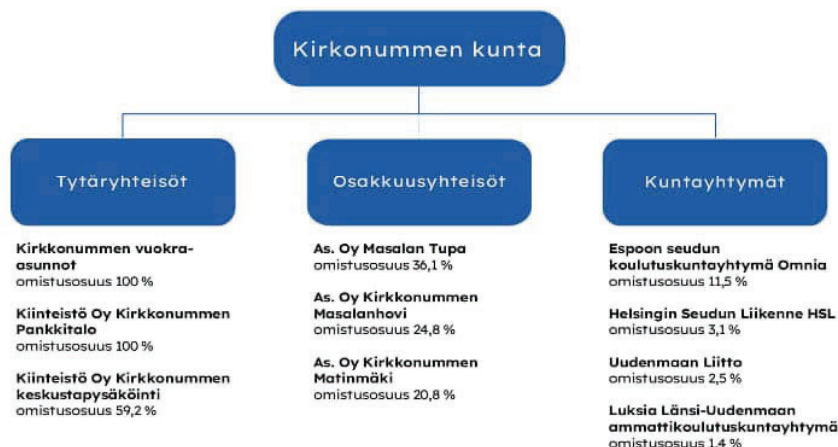 Kirkonummen kunta
Tytäryhteisöt
Kirkkonummen vuokra-
asunnot
omistusosuus 100 %
Kiinteistö Oy Kirkkonummen
Pankkitalo
omistusosuus 100 %
Kiinteistö Oy Kirkkonummen
keskustapysäköinti
omistusosuus 59,2 %
Osakkuusyhteisöt
As. Oy Masalan Tupa
omistusosuus 36,1 %
As. Oy Kirkkonummen
Masalanhovi
omistusosuus 24,8 %
As. Oy Kirkkonummen
Matinmäki
omistusosuus 20,8 %
Kuntayhtymät
Espoon seudun
koulutuskuntayhtymä Omnia
omistusosuus 11,5 %
Helsingin Seudun Liikenne HSL
omistusosuus 3,1 %
Uudenmaan Liitto
omistusosuus 2,5 %
Luksia Länsi-Uudenmaan
ammattikoulutuskuntayhtymä
omistusosuus 1,4 %